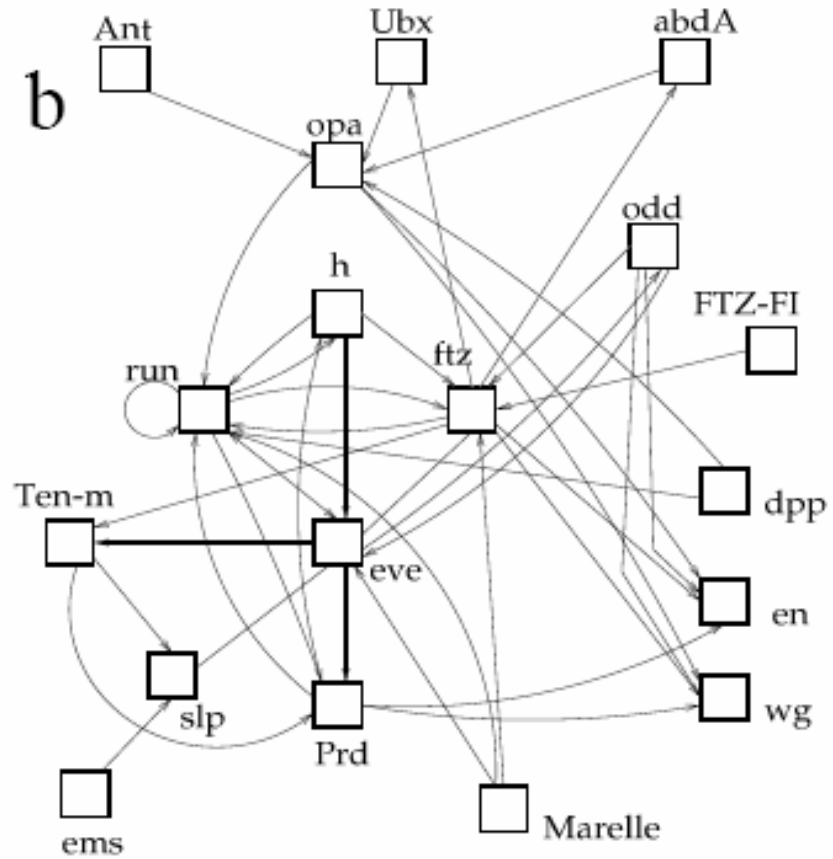 Ant
Ubx
abdA
b
opa
odd
h
FTZ-FI
ftz
run
Ten-m
dpp
eve
en
slp
wg
Prd
ems
Marelle